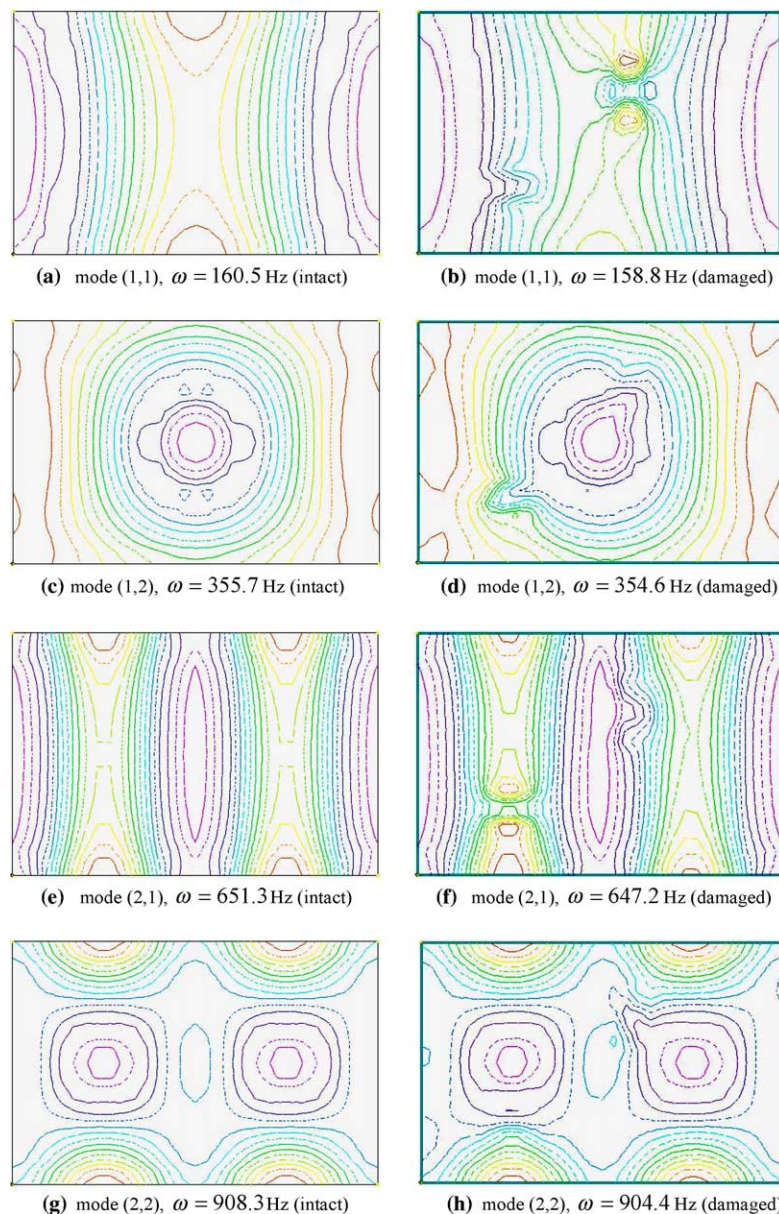 (a) mode (1,1), ω = 160.5 Hz (intact)
(b) mode (1,1), ω = 158.8 Hz (damaged)
(c) mode (1,2), ω = 355.7 Hz (intact)
(d) mode (1,2), ω = 354.6 Hz (damaged)
(e) mode (2,1), ω = 651.3 Hz (intact)
(f) mode (2,1), ω = 647.2 Hz (damaged)
(g) mode (2,2), ω = 908.3 Hz (intact)
(h) mode (2,2), ω = 904.4 Hz (damaged)